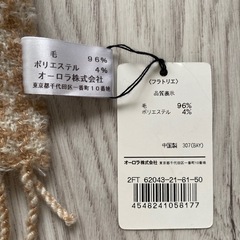 毛 96%
ポリエステル 4%
オーロラ株式会社
東京都千代田区一番町10番地
〈フラトリエ〉
品質表示
毛 96%
ポリエステル 4%
中国製 307(BAY)
オーロラ株式会社
2FT 62043-21-81-50
4548241058177